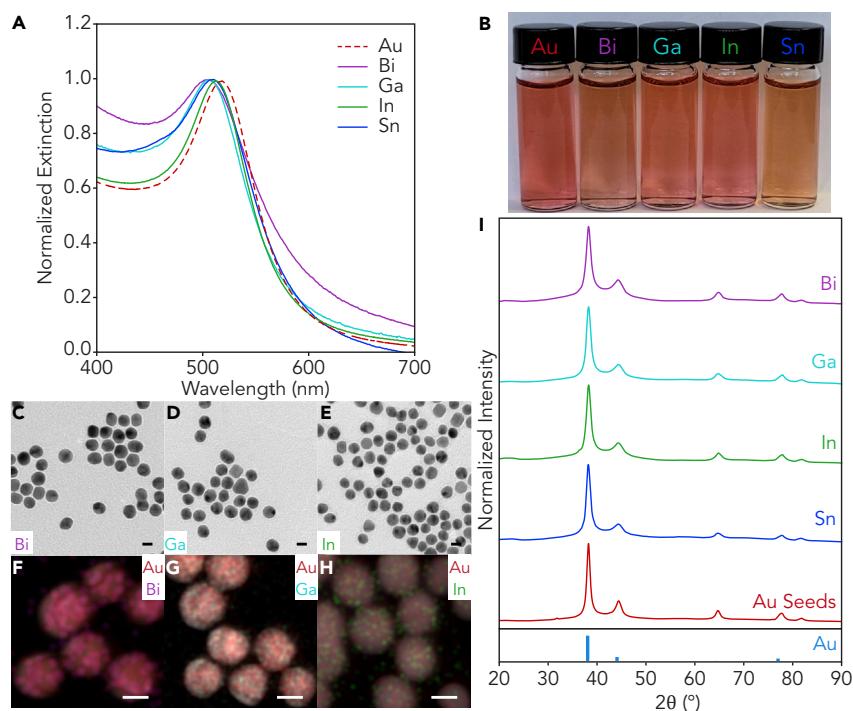 A
Normalized Extinction
1.2
1.0
0.8
0.6
0.4
0.2
0.0
400
500
600
700
Wavelength (nm)
Au
Bi
Ga
In
Sn
B
Au
Bi
Ga
In
Sn
C
Bi
D
Ga
E
In
F
Au
Bi
G
Au
Ga
H
Au
In
I
Normalized Intensity
Bi
Ga
In
Sn
Au Seeds
Au
20
30
40
50
60
70
80
90
2θ (°)